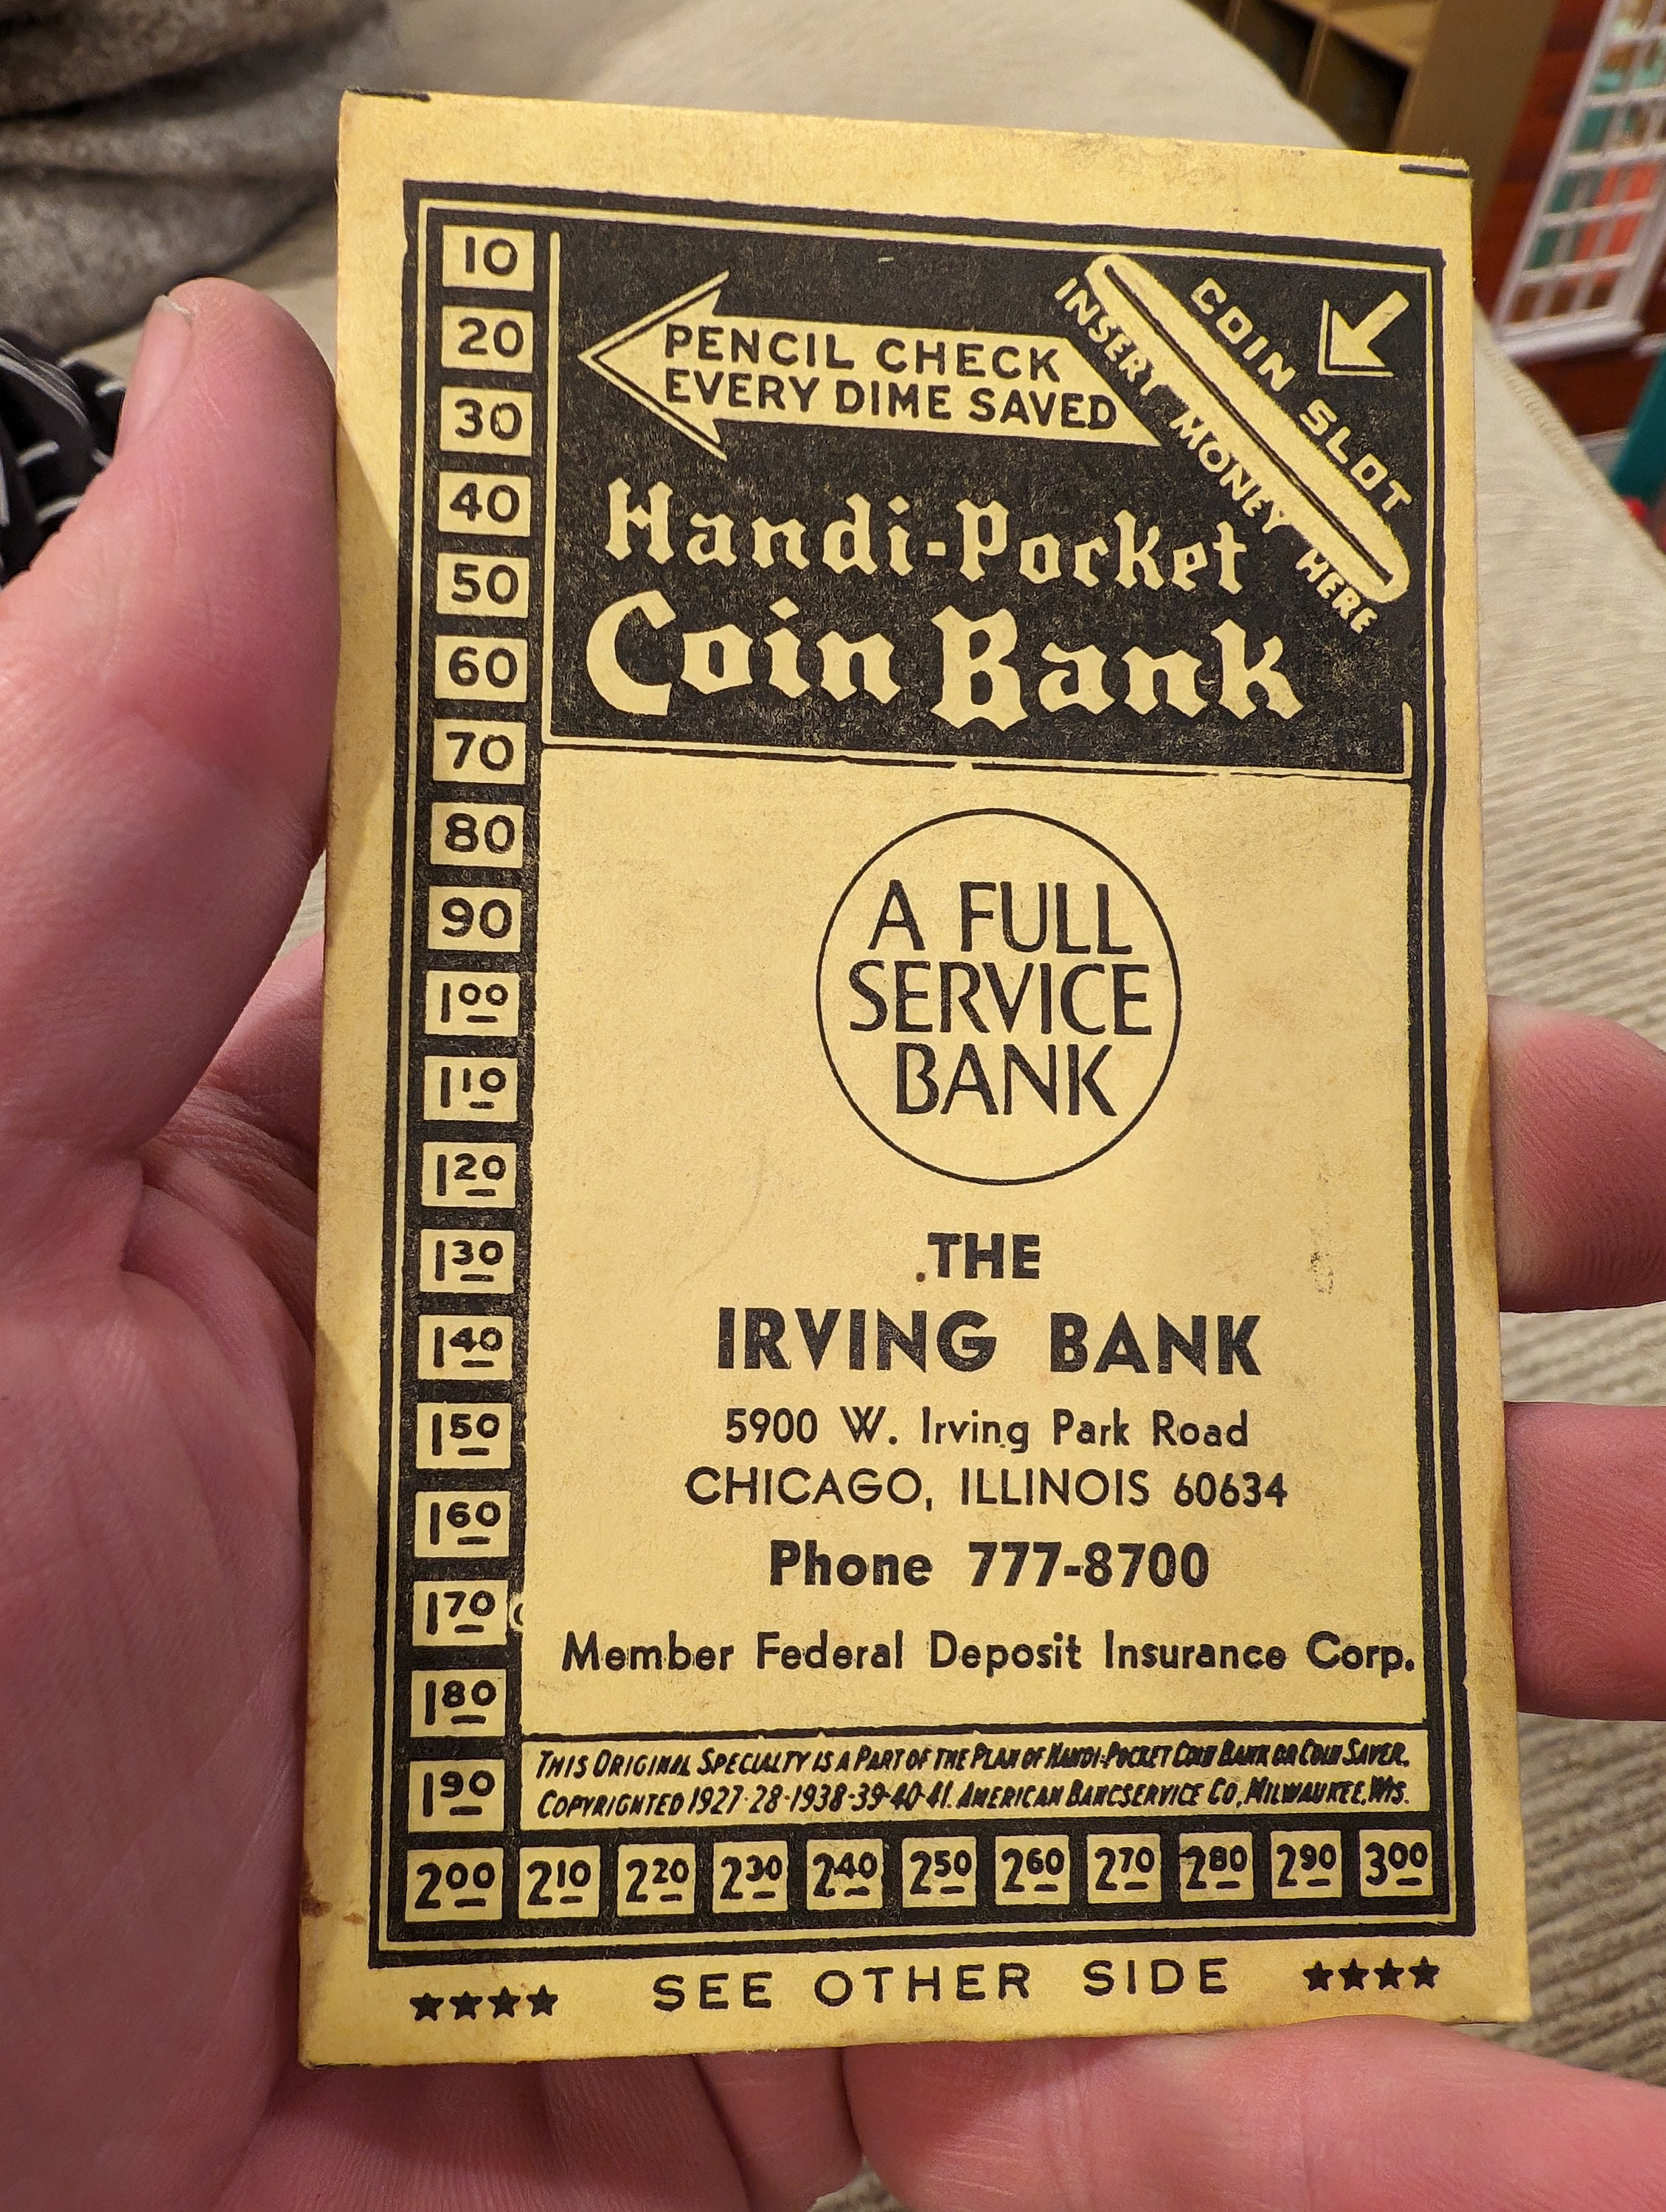 10
20
30
40
50
60
70
80
90
1.00
1.10
1.20
1.30
1.40
1.50
1.60
1.70
1.80
1.90
PENCIL CHECK
EVERY DIME SAVED
COIN SLOT
INSERT MONEY HERE
Handi-Pocket
Coin Bank
A FULL
SERVICE
BANK
THE
IRVING BANK
5900 W. Irving Park Road
CHICAGO, ILLINOIS 60634
Phone 777-8700
Member Federal Deposit Insurance Corp.
THIS ORIGINAL SPECIALTY IS A PART OF THE PLAN OF HANDI-POCKET COIN BANK OR COIN SAVER.
COPYRIGHTED 1927-28-1938-39-40-41. AMERICAN BANCSERVICE CO., MILWAUKEE, WIS.
2.00 2.10 2.20 2.30 2.40 2.50 2.60 2.70 2.80 2.90 3.00
★★★★ SEE OTHER SIDE ★★★★